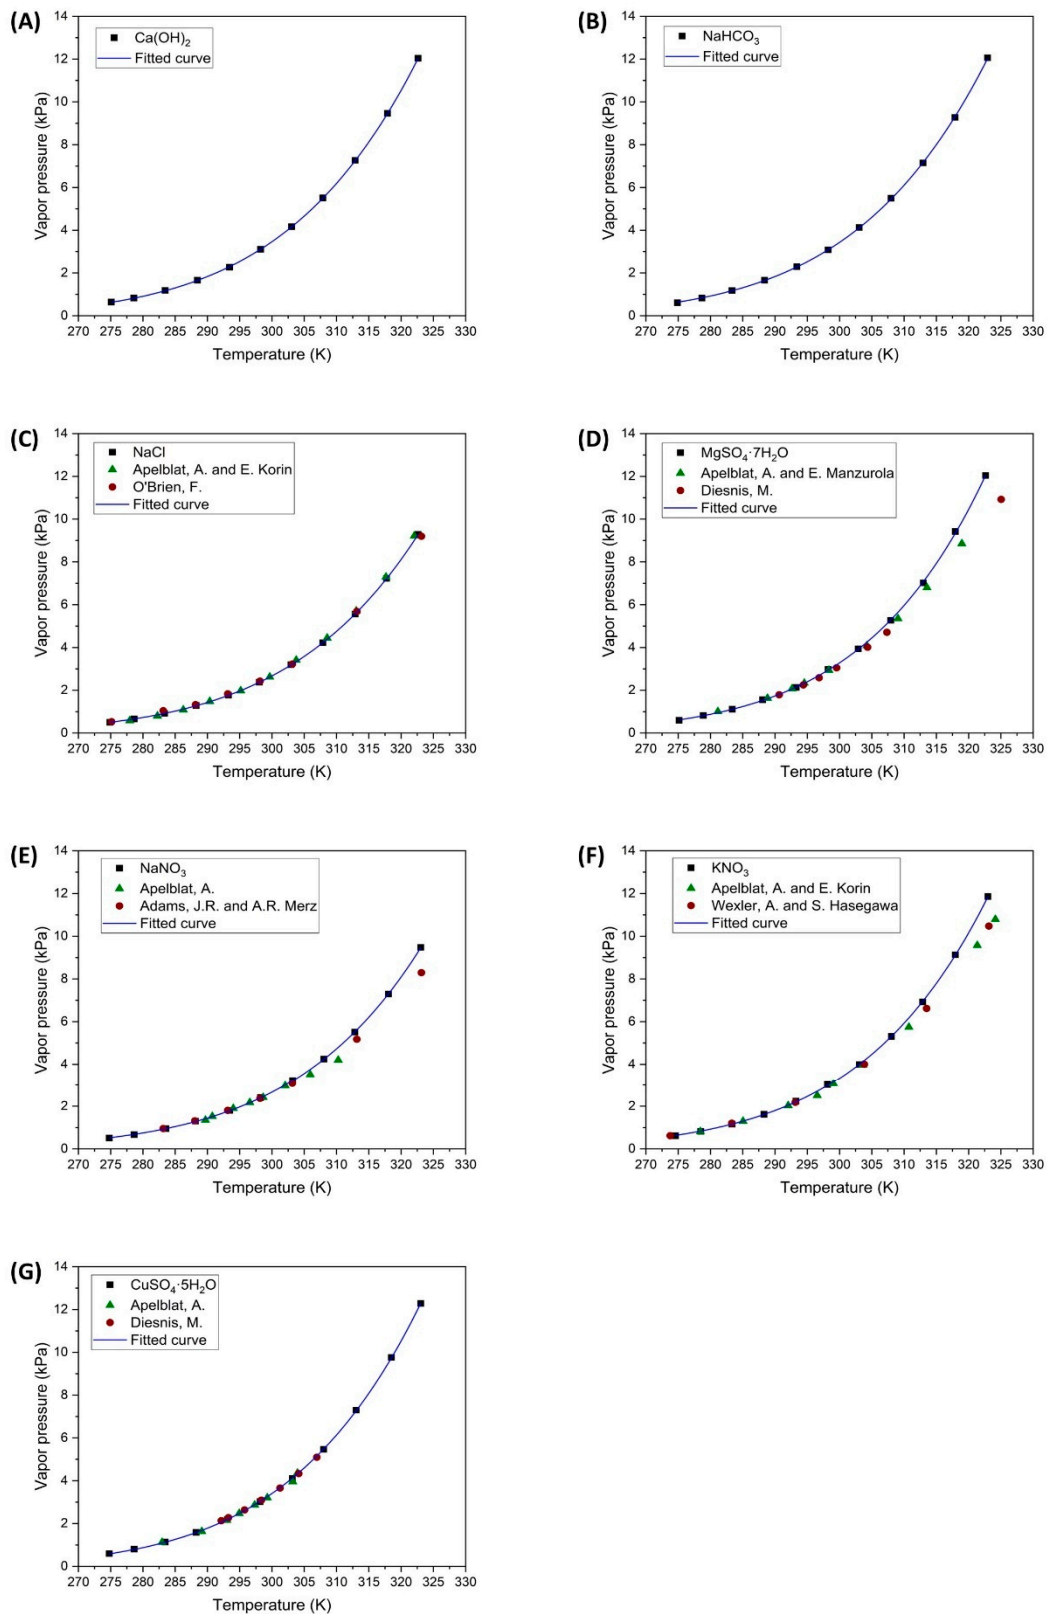 (A)
14
12
10
8
6
4
2
0
Vapor pressure (kPa)
Ca(OH)2
Fitted curve
270 275 280 285 290 295 300 305 310 315 320 325 330
Temperature (K)
(B)
14
12
10
8
6
4
2
0
Vapor pressure (kPa)
NaHCO3
Fitted curve
270 275 280 285 290 295 300 305 310 315 320 325 330
Temperature (K)
(C)
14
12
10
8
6
4
2
0
Vapor pressure (kPa)
NaCl
Apelblat, A. and E. Korin
O'Brien, F.
Fitted curve
270 275 280 285 290 295 300 305 310 315 320 325 330
Temperature (K)
(D)
14
12
10
8
6
4
2
0
Vapor pressure (kPa)
MgSO4·7H2O
Apelblat, A. and E. Manzurola
Diesnis, M.
Fitted curve
270 275 280 285 290 295 300 305 310 315 320 325 330
Temperature (K)
(E)
14
12
10
8
6
4
2
0
Vapor pressure (kPa)
NaNO3
Apelblat, A.
Adams, J.R. and A.R. Merz
Fitted curve
270 275 280 285 290 295 300 305 310 315 320 325 330
Temperature (K)
(F)
14
12
10
8
6
4
2
0
Vapor pressure (kPa)
KNO3
Apelblat, A. and E. Korin
Wexler, A. and S. Hasegawa
Fitted curve
270 275 280 285 290 295 300 305 310 315 320 325 330
Temperature (K)
(G)
14
12
10
8
6
4
2
0
Vapor pressure (kPa)
CuSO4·5H2O
Apelblat, A.
Diesnis, M.
Fitted curve
270 275 280 285 290 295 300 305 310 315 320 325 330
Temperature (K)